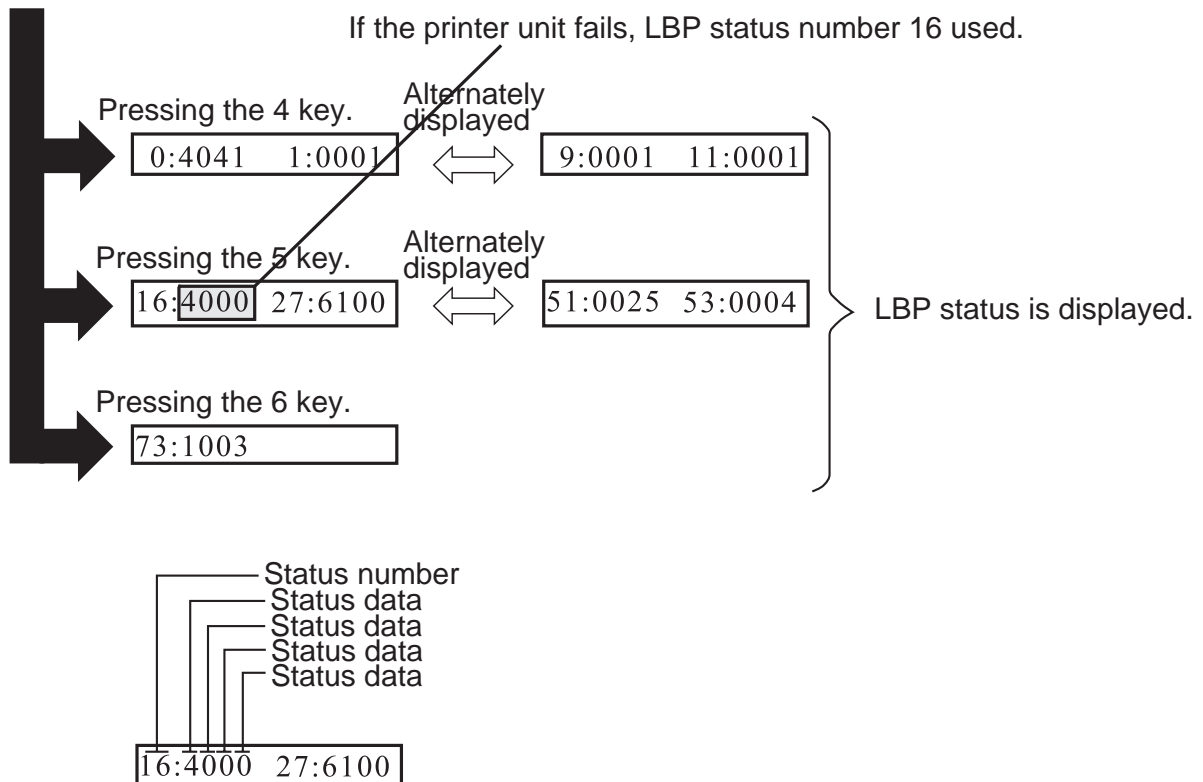 If the printer unit fails, LBP status number 16 used.
Pressing the 4 key.
Alternately
displayed
0:4041 1:0001
9:0001 11:0001
Pressing the 5 key.
Alternately
displayed
16:4000 27:6100
51:0025 53:0004
LBP status is displayed.
Pressing the 6 key.
73:1003
Status number
Status data
Status data
Status data
Status data
16:4000 27:6100